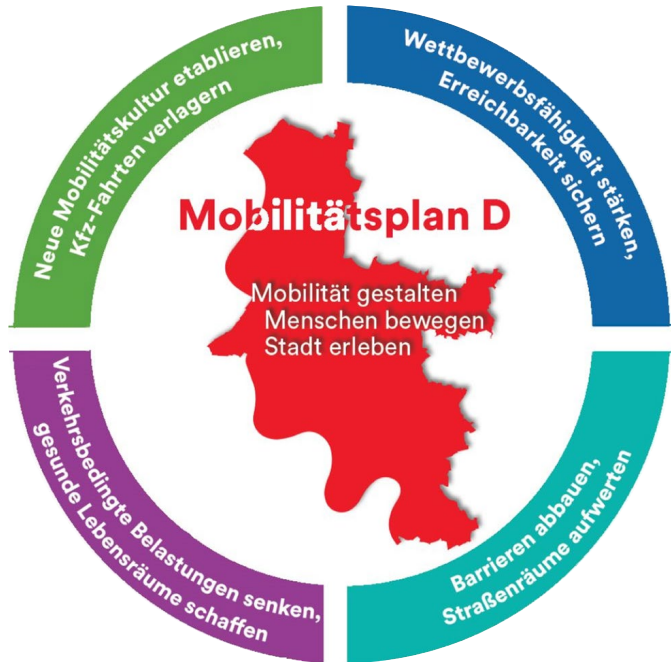 Neue Mobilitätskultur etablieren,
Kfz-Fahrten verlagern
Wettbewerbsfähigkeit stärken,
Erreichbarkeit sichern
Mobilitätsplan D
Mobilität gestalten
Menschen bewegen
Stadt erleben
Verkehrsbedingte Belastungen senken,
gesunde Lebensräume schaffen
Barrieren abbauen,
Straßenräume aufwerten